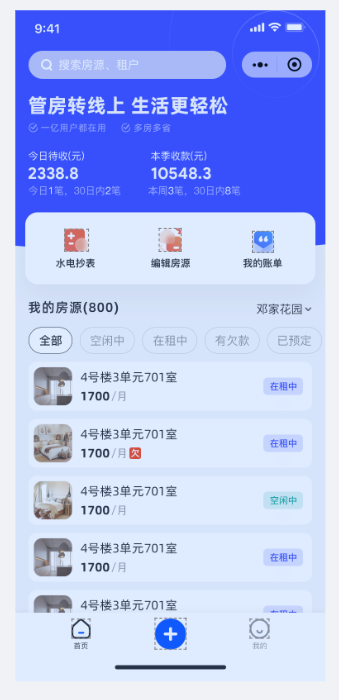 9:41
搜索房源、租户
管房转线上 生活更轻松
一亿用户都在用 多房多省
今日待收(元) 本季收款(元)
2338.8 10548.3
今日1笔，30日内2笔 本周3笔，30日内8笔
水电抄表 编辑房源 我的账单
我的房源(800) 邓家花园
全部 空闲中 在租中 有欠款 已预定
4号楼3单元701室
1700/月 在租中
4号楼3单元701室
1700/月 欠 在租中
4号楼3单元701室
1700/月 空闲中
4号楼3单元701室
1700/月 在租中
4号楼3单元701室
首页 我的